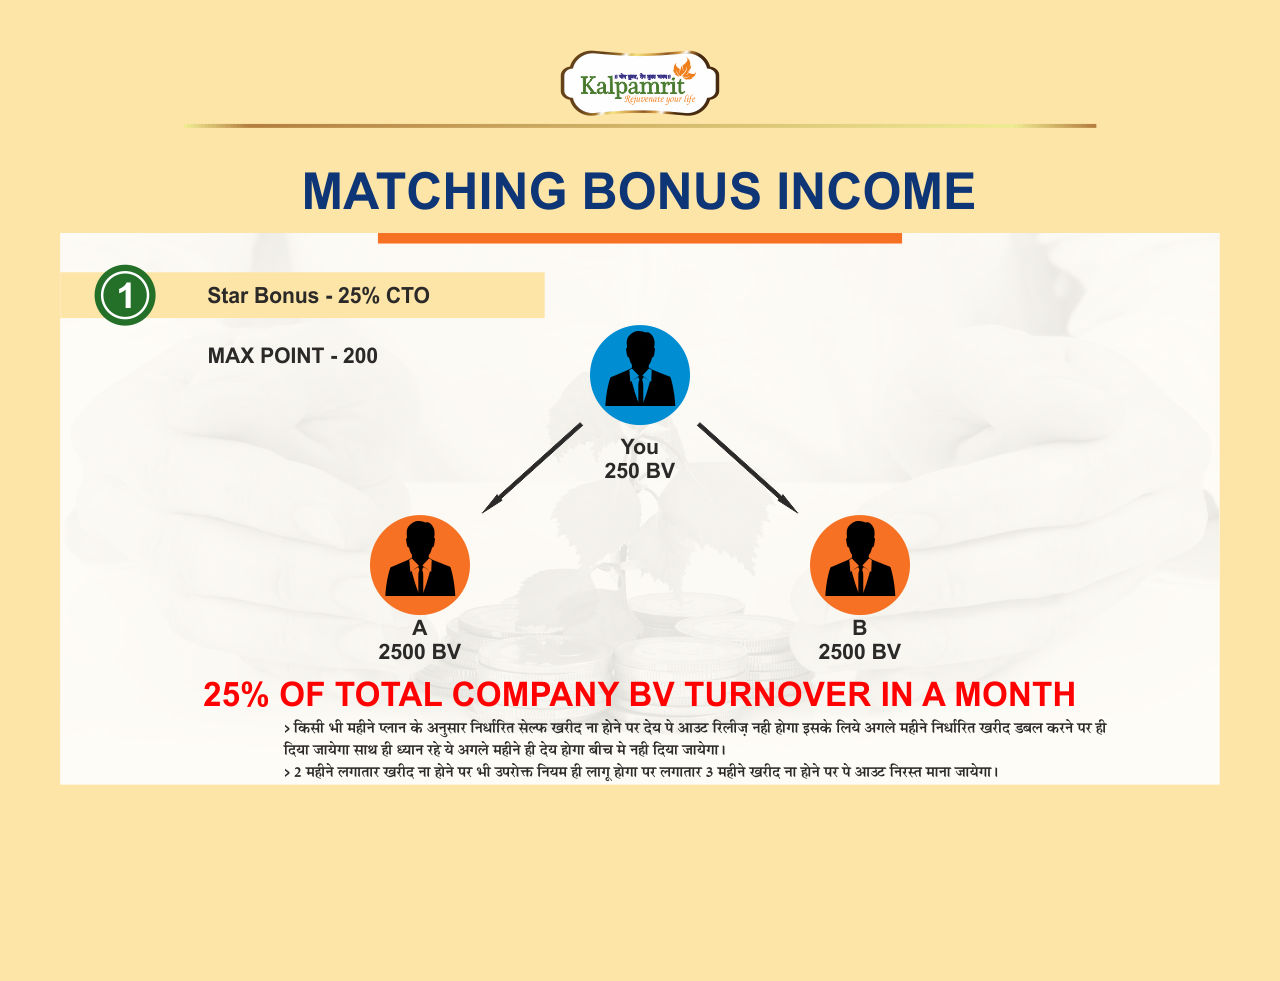 Kalpamrit
Rejuvenate your life
MATCHING BONUS INCOME
1
Star Bonus - 25% CTO
MAX POINT - 200
You
250 BV
A
2500 BV
B
2500 BV
25% OF TOTAL COMPANY BV TURNOVER IN A MONTH
› किसी भी महीने प्लान के अनुसार निर्धारित सेल्फ खरीद ना होने पर देय पे आउट रिलीज़ नही होगा इसके लिये अगले महीने निर्धारित खरीद डबल करने पर ही
दिया जायेगा साथ ही ध्यान रहे ये अगले महीने ही देय होगा बीच मे नही दिया जायेगा।
› 2 महीने लगातार खरीद ना होने पर भी उपरोक्त नियम ही लागू होगा पर लगातार 3 महीने खरीद ना होने पर पे आउट निरस्त माना जायेगा।